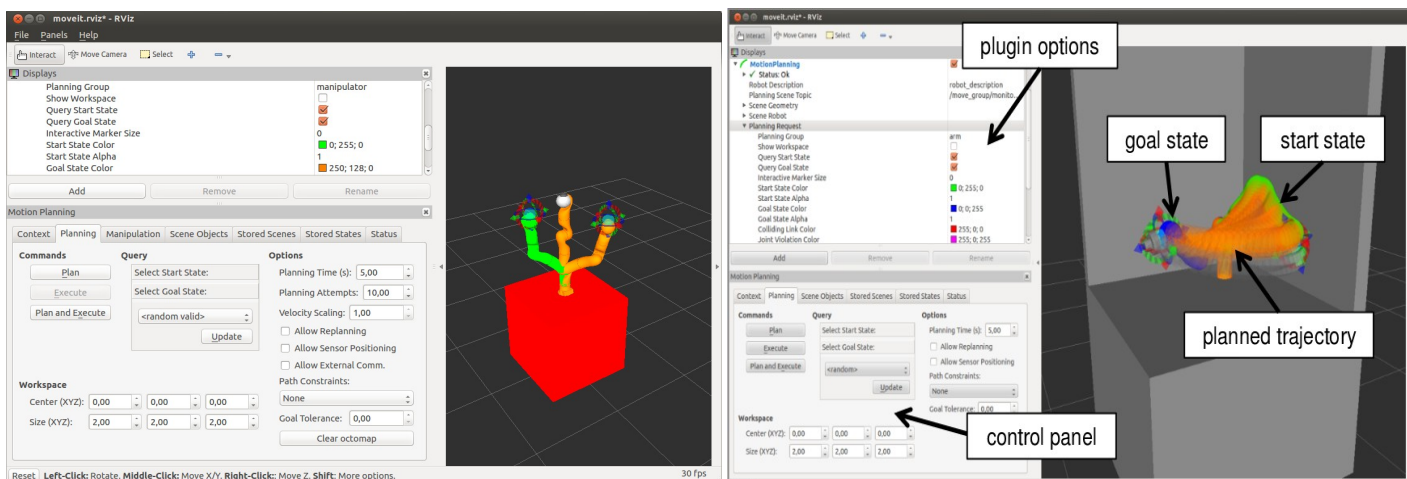 moveit.rviz* - RViz
File Panels Help
Interact Move Camera Select
Displays
Planning Group manipulator
Show Workspace
Query Start State
Query Goal State
Interactive Marker Size 0
Start State Color 0; 255; 0
Start State Alpha 1
Goal State Color 250; 128; 0
Add Remove Rename
Motion Planning
Context Planning Manipulation Scene Objects Stored Scenes Stored States Status
Commands Query Options
Plan Select Start State: Planning Time (s): 5,00
Execute Select Goal State: Planning Attempts: 10,00
Plan and Execute <random valid> Velocity Scaling: 1,00
Update Allow Replanning
Allow Sensor Positioning
Allow External Comm.
Workspace Path Constraints:
Center (XYZ): 0,00 0,00 0,00 None
Size (XYZ): 2,00 2,00 2,00 Goal Tolerance: 0,00
Clear octomap
Reset Left-Click: Rotate. Middle-Click: Move X/Y. Right-Click:: Move Z. Shift: More options. 30 fps
moveit.rviz* - RViz
Interact Move Camera Select
Displays
MotionPlanning
Status: Ok
Robot Description robot_description
Planning Scene Topic /move_group/monito...
Scene Geometry
Scene Robot
Planning Request
Planning Group arm
Show Workspace
Query Start State
Query Goal State
Interactive Marker Size 0
Start State Color 0; 255; 0
Start State Alpha 1
Goal State Color 0; 0; 255
Goal State Alpha 1
Colliding Link Color 255; 0; 0
Joint Violation Color 255; 0; 255
Add Remove Rename
Motion Planning
Context Planning Scene Objects Stored Scenes Stored States Status
Commands Query Options
Plan Select Start State: Planning Time (s): 5,00
Execute Select Goal State: Allow Replanning
Plan and Execute <random> Allow Sensor Positioning
Update Path Constraints:
None
Workspace Goal Tolerance: 0,00
Center (XYZ): 0,00 0,00 0,00
Size (XYZ): 2,00 2,00 2,00
plugin options
goal state
start state
planned trajectory
control panel